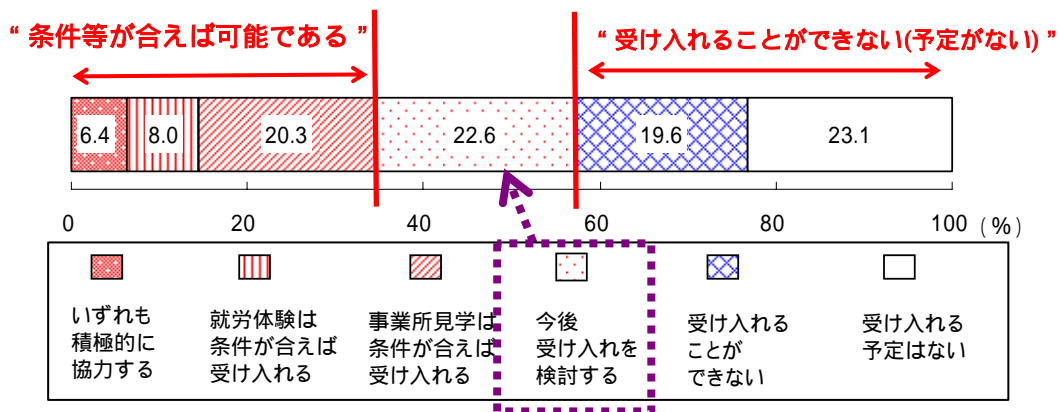 “ 条件等が合えば可能である ”
“ 受け入れることができない(予定がない) ”
6.4
8.0
20.3
22.6
19.6
23.1
0
20
40
60
80
100
( % )
いずれも
積極的に
協力する
就労体験は
条件が合えば
受け入れる
事業所見学は
条件が合えば
受け入れる
今後
受け入れを
検討する
受け入れる
ことが
できない
受け入れる
予定はない